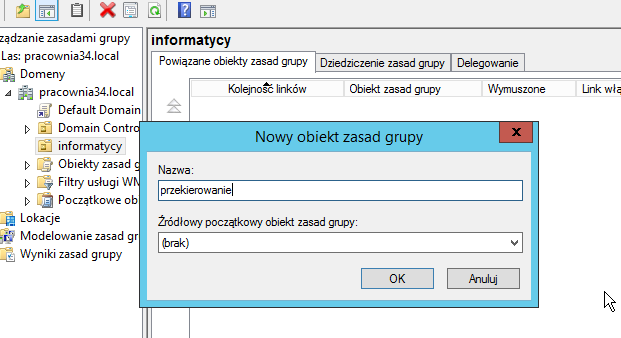 ządzanie zasadami grupy
Las: pracownia34.local
Domeny
pracownia34.local
Default Domain
Domain Contro
informatycy
Obiekty zasad g
Filtry usługi WM
Początkowe ob
Lokacje
Modelowanie zasad gr
Wyniki zasad grupy
informatycy
Powiązane obiekty zasad grupy Dziedziczenie zasad grupy Delegowanie
Kolejność linków Obiekt zasad grupy Wymuszone Link włą
Nowy obiekt zasad grupy
Nazwa:
przekierowanie
Źródłowy początkowy obiekt zasad grupy:
(brak)
OK Anuluj